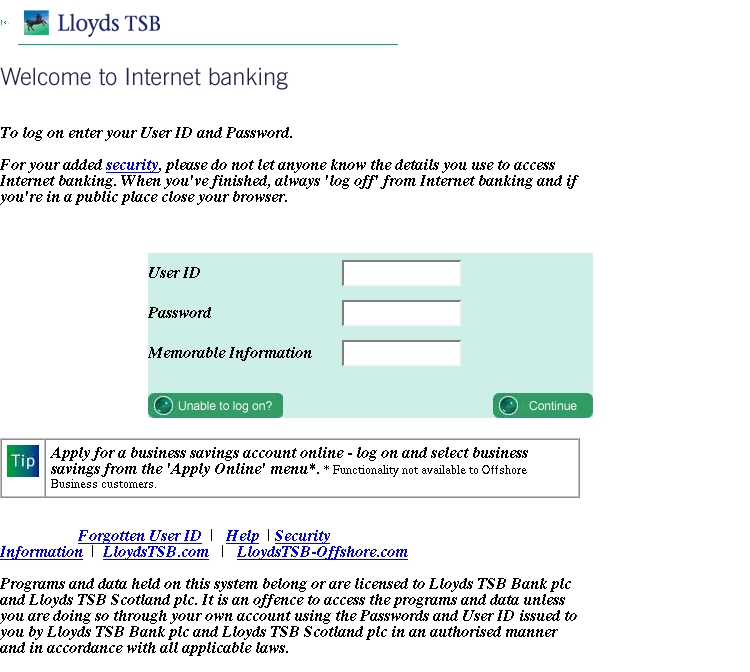 Lloyds TSB
Welcome to Internet banking
To log on enter your User ID and Password.
For your added security, please do not let anyone know the details you use to access
Internet banking. When you've finished, always 'log off' from Internet banking and if
you're in a public place close your browser.
User ID
Password
Memorable Information
Unable to log on?
Continue
Tip
Apply for a business savings account online - log on and select business
savings from the 'Apply Online' menu*. * Functionality not available to Offshore
Business customers.
Forgotten User ID | Help | Security
Information | LloydsTSB.com | LloydsTSB-Offshore.com
Programs and data held on this system belong or are licensed to Lloyds TSB Bank plc
and Lloyds TSB Scotland plc. It is an offence to access the programs and data unless
you are doing so through your own account using the Passwords and User ID issued to
you by Lloyds TSB Bank plc and Lloyds TSB Scotland plc in an authorised manner
and in accordance with all applicable laws.